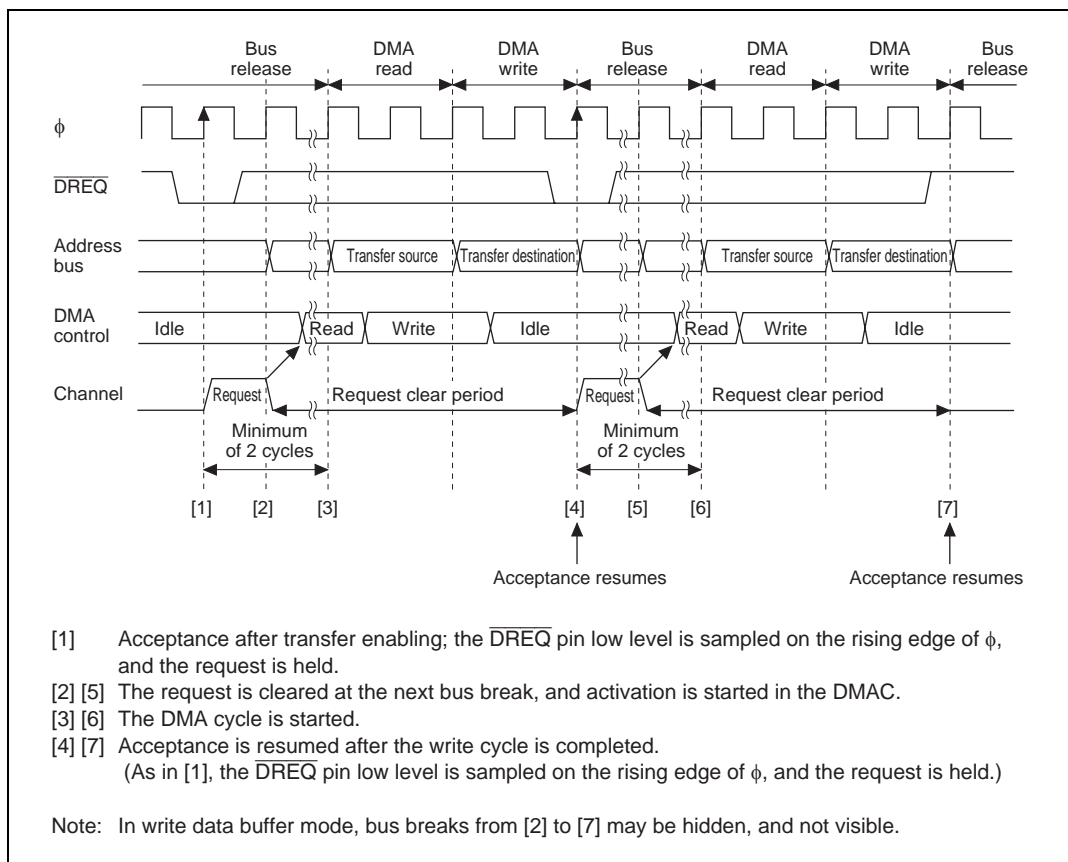 Bus release DMA read DMA write Bus release DMA read DMA write Bus release
φ
DREQ
Address bus Transfer source Transfer destination Transfer source Transfer destination
DMA control Idle Read Write Idle Read Write Idle
Channel Request Request clear period Request Request clear period
Minimum of 2 cycles Minimum of 2 cycles
[1] [2] [3] [4] [5] [6] [7]
Acceptance resumes Acceptance resumes
[1] Acceptance after transfer enabling; the DREQ pin low level is sampled on the rising edge of φ,
and the request is held.
[2] [5] The request is cleared at the next bus break, and activation is started in the DMAC.
[3] [6] The DMA cycle is started.
[4] [7] Acceptance is resumed after the write cycle is completed.
(As in [1], the DREQ pin low level is sampled on the rising edge of φ, and the request is held.)
Note: In write data buffer mode, bus breaks from [2] to [7] may be hidden, and not visible.